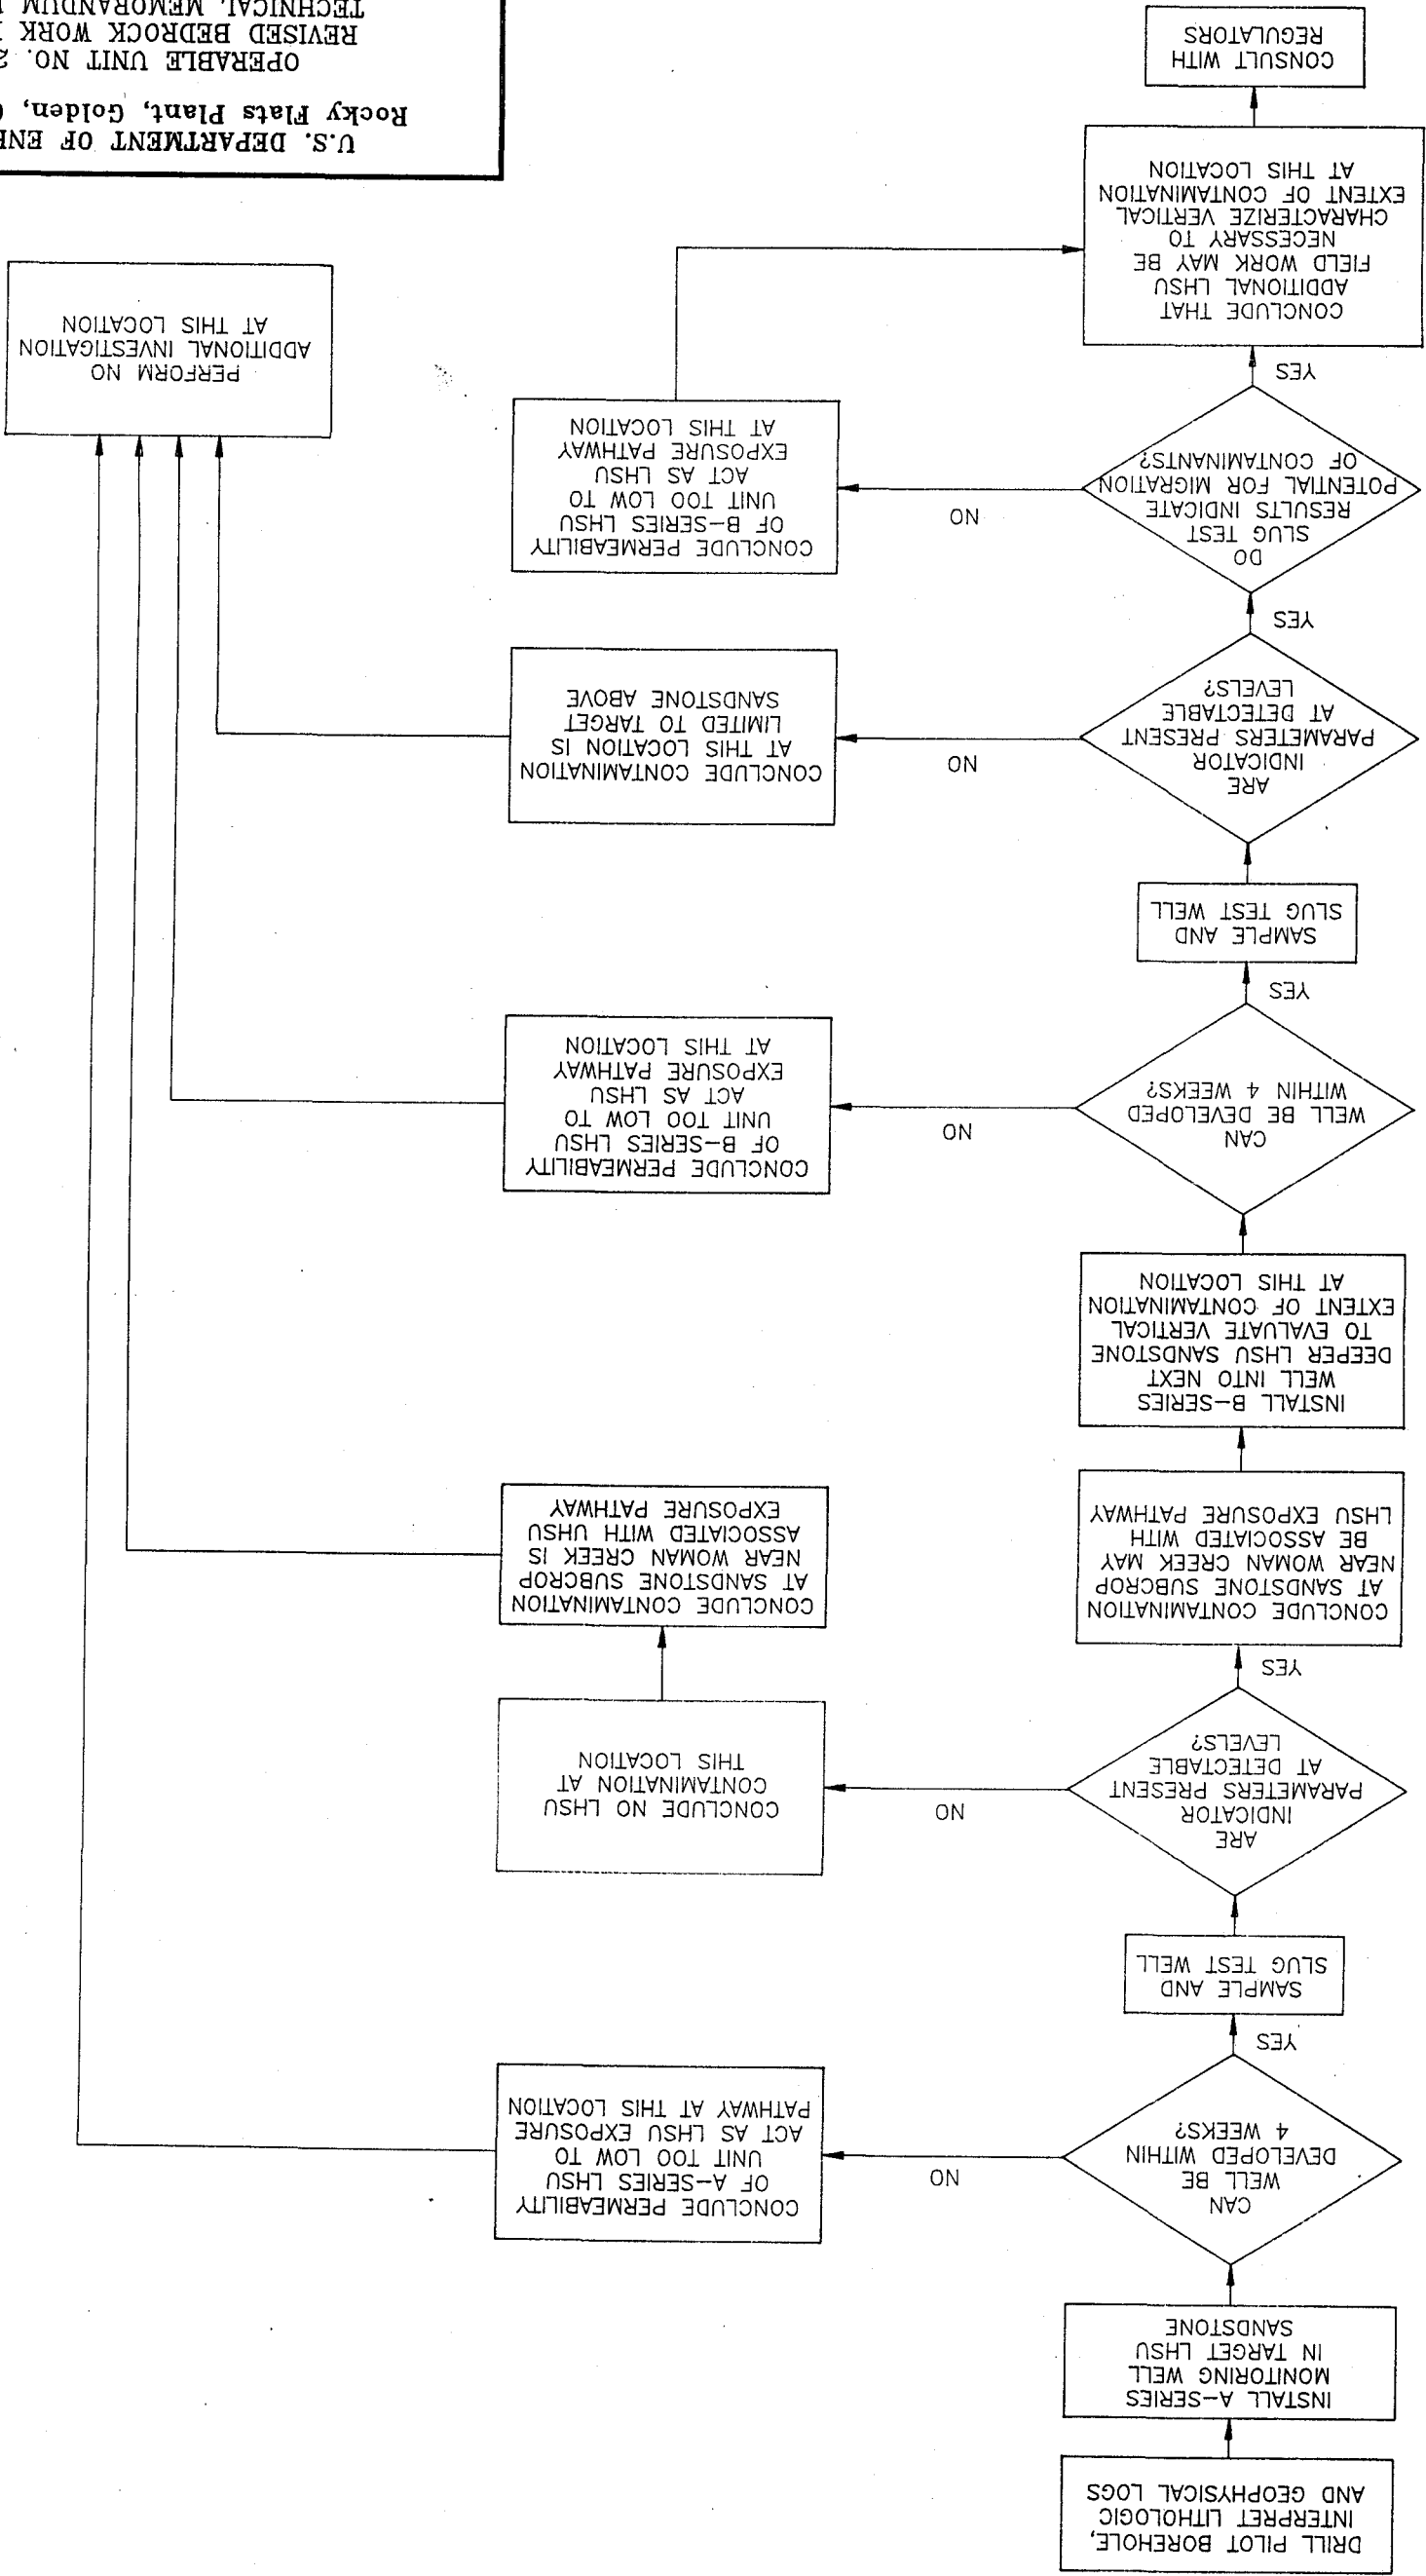 DRILL PILOT BOREHOLE,
INTERPRET LITHOLOGIC
AND GEOPHYSICAL LOGS
INSTALL A-SERIES
MONITORING WELL
IN TARGET LHSU
SANDSTONE
CAN
WELL BE
DEVELOPED WITHIN
4 WEEKS?
NO
CONCLUDE PERMEABILITY
OF A-SERIES LHSU
UNIT TOO LOW TO
ACT AS LHSU EXPOSURE
PATHWAY AT THIS LOCATION
YES
SAMPLE AND
SLUG TEST WELL
ARE
INDICATOR
PARAMETERS PRESENT
AT DETECTABLE
LEVELS?
NO
CONCLUDE NO LHSU
CONTAMINATION AT
THIS LOCATION
YES
CONCLUDE CONTAMINATION
AT SANDSTONE SUBCROP
NEAR WOMAN CREEK MAY
BE ASSOCIATED WITH
LHSU EXPOSURE PATHWAY
CONCLUDE CONTAMINATION
AT SANDSTONE SUBCROP
NEAR WOMAN CREEK IS
ASSOCIATED WITH UHSU
EXPOSURE PATHWAY
INSTALL B-SERIES
WELL INTO NEXT
DEEPER LHSU SANDSTONE
TO EVALUATE VERTICAL
EXTENT OF CONTAMINATION
AT THIS LOCATION
CAN
WELL BE DEVELOPED
WITHIN 4 WEEKS?
NO
CONCLUDE PERMEABILITY
OF B-SERIES LHSU
UNIT TOO LOW TO
ACT AS LHSU
EXPOSURE PATHWAY
AT THIS LOCATION
YES
SAMPLE AND
SLUG TEST WELL
ARE
INDICATOR
PARAMETERS PRESENT
AT DETECTABLE
LEVELS?
NO
CONCLUDE CONTAMINATION
AT THIS LOCATION IS
LIMITED TO TARGET
SANDSTONE ABOVE
YES
DO
SLUG TEST
RESULTS INDICATE
POTENTIAL FOR MIGRATION
OF CONTAMINANTS?
NO
CONCLUDE PERMEABILITY
OF B-SERIES LHSU
UNIT TOO LOW TO
ACT AS LHSU
EXPOSURE PATHWAY
AT THIS LOCATION
YES
PERFORM NO
ADDITIONAL INVESTIGATION
AT THIS LOCATION
CONCLUDE THAT
ADDITIONAL LHSU
FIELD WORK MAY BE
NECESSARY TO
CHARACTERIZE VERTICAL
EXTENT OF CONTAMINATION
AT THIS LOCATION
CONSULT WITH
REGULATORS
U.S. DEPARTMENT OF
Rocky Flats Plant, Golden,
OPERABLE UNIT NO. 2
REVISED BEDROCK WORK
TECHNICAL MEMORANDUM